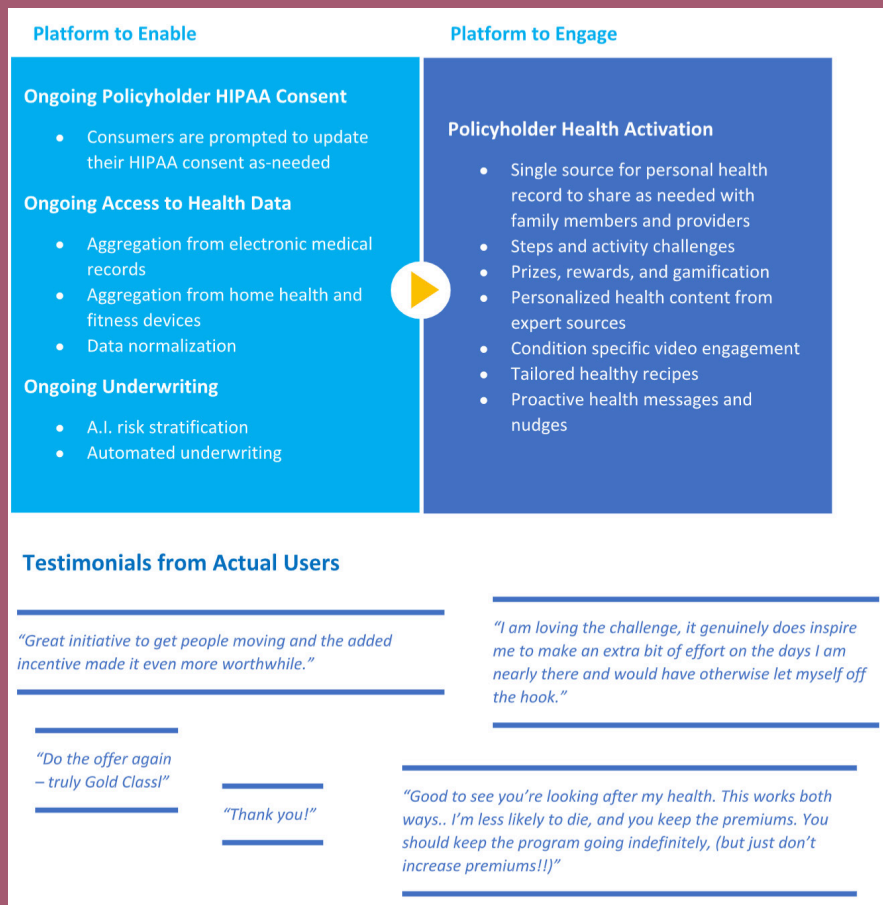 Platform to Enable
Ongoing Policyholder HIPAA Consent
• Consumers are prompted to update
their HIPAA consent as-needed
Ongoing Access to Health Data
• Aggregation from electronic medical
records
• Aggregation from home health and
fitness devices
• Data normalization
Ongoing Underwriting
• A.I. risk stratification
• Automated underwriting
Platform to Engage
Policyholder Health Activation
• Single source for personal health
record to share as needed with
family members and providers
• Steps and activity challenges
• Prizes, rewards, and gamification
• Personalized health content from
expert sources
• Condition specific video engagement
• Tailored healthy recipes
• Proactive health messages and
nudges
Testimonials from Actual Users
“Great initiative to get people moving and the added
incentive made it even more worthwhile.”
“I am loving the challenge, it genuinely does inspire
me to make an extra bit of effort on the days I am
nearly there and would have otherwise let myself off
the hook.”
“Do the offer again
– truly Gold Classl”
“Thank you!”
“Good to see you’re looking after my health. This works both
ways.. I’m less likely to die, and you keep the premiums. You
should keep the program going indefinitely, (but just don’t
increase premiums!!)”